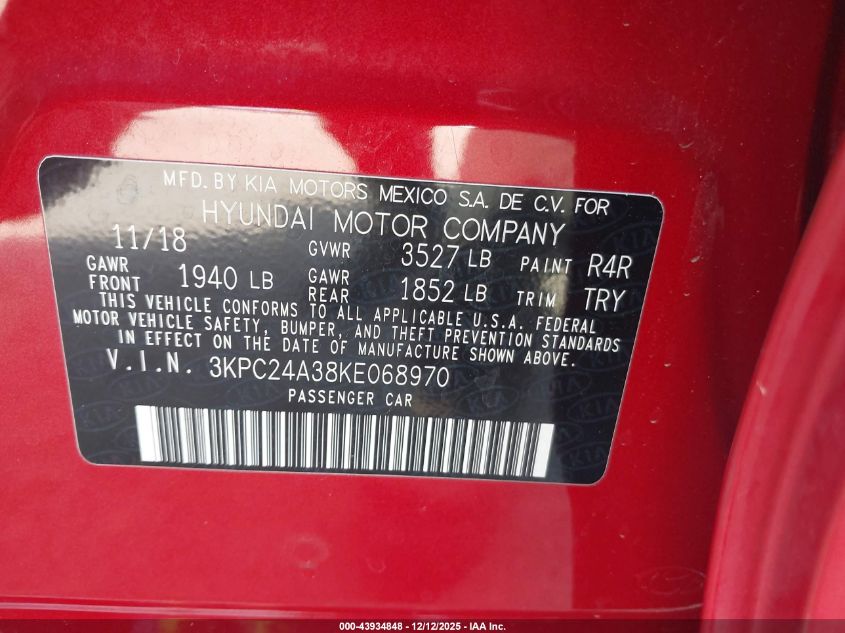 MFD. BY KIA MOTORS MEXICO S.A. DE C.V. FOR
HYUNDAI MOTOR COMPANY
11/18 GVWR 3527 LB PAINT R4R
GAWR FRONT 1940 LB GAWR REAR 1852 LB TRIM TRY
THIS VEHICLE CONFORMS TO ALL APPLICABLE U.S.A. FEDERAL
MOTOR VEHICLE SAFETY, BUMPER, AND THEFT PREVENTION STANDARDS
IN EFFECT ON THE DATE OF MANUFACTURE SHOWN ABOVE.
V.I.N. 3KPC24A38KE068970
PASSENGER CAR
000-43934848 - 12/12/2025 - IAA Inc.